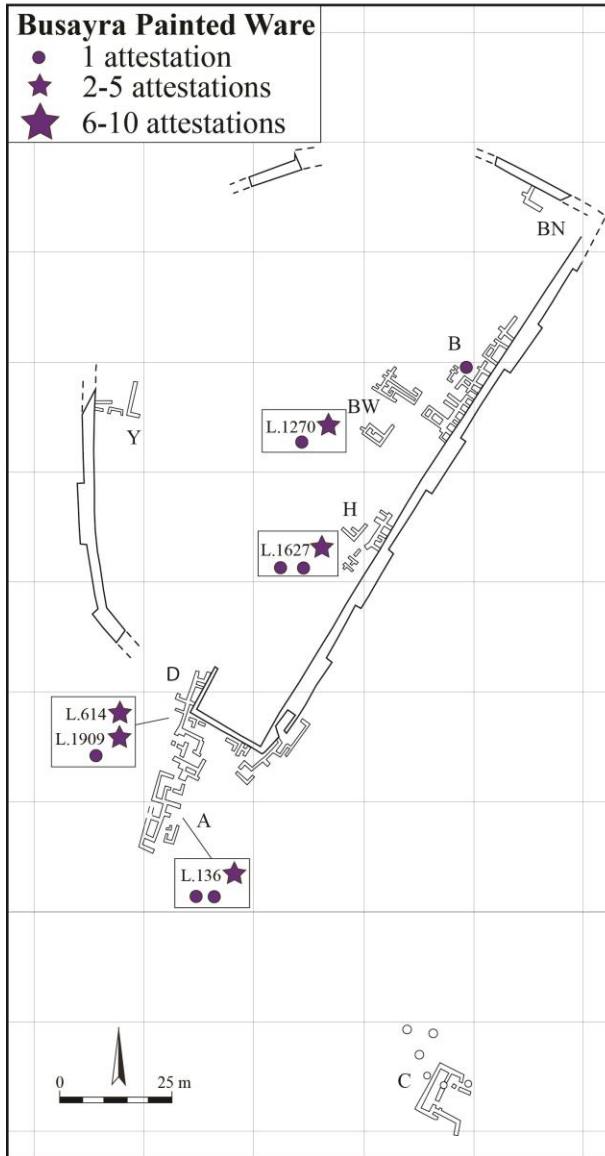 Busayra Painted Ware
1 attestation
2-5 attestations
6-10 attestations
BN
B
BW
L.1270
Y
H
L.1627
D
L.614
L.1909
A
L.136
C
0 25 m